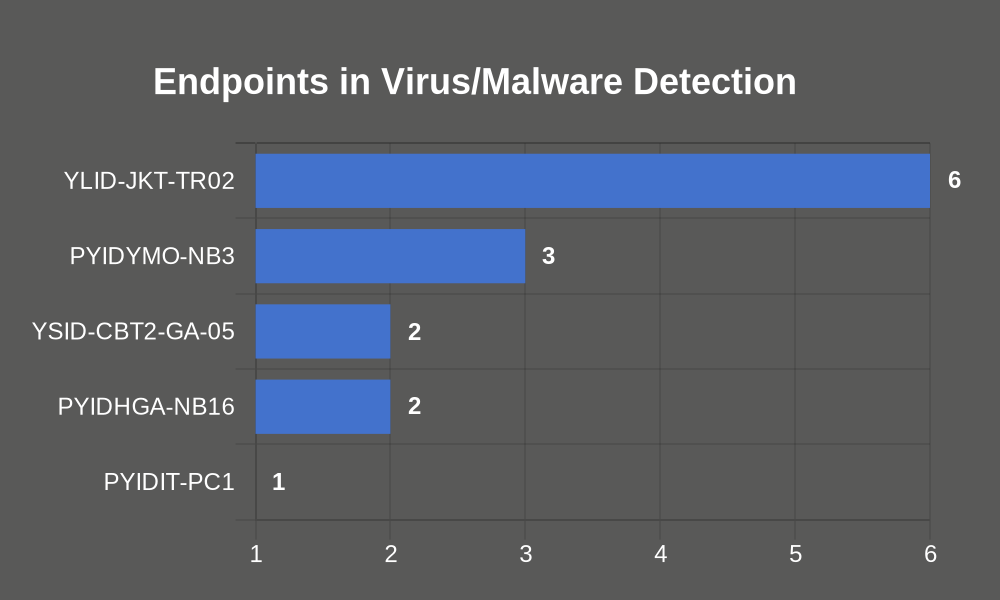 Endpoints in Virus/Malware Detection
YLID-JKT-TR02 6
PYIDYMO-NB3 3
YSID-CBT2-GA-05 2
PYIDHGA-NB16 2
PYIDIT-PC1 1
1 2 3 4 5 6